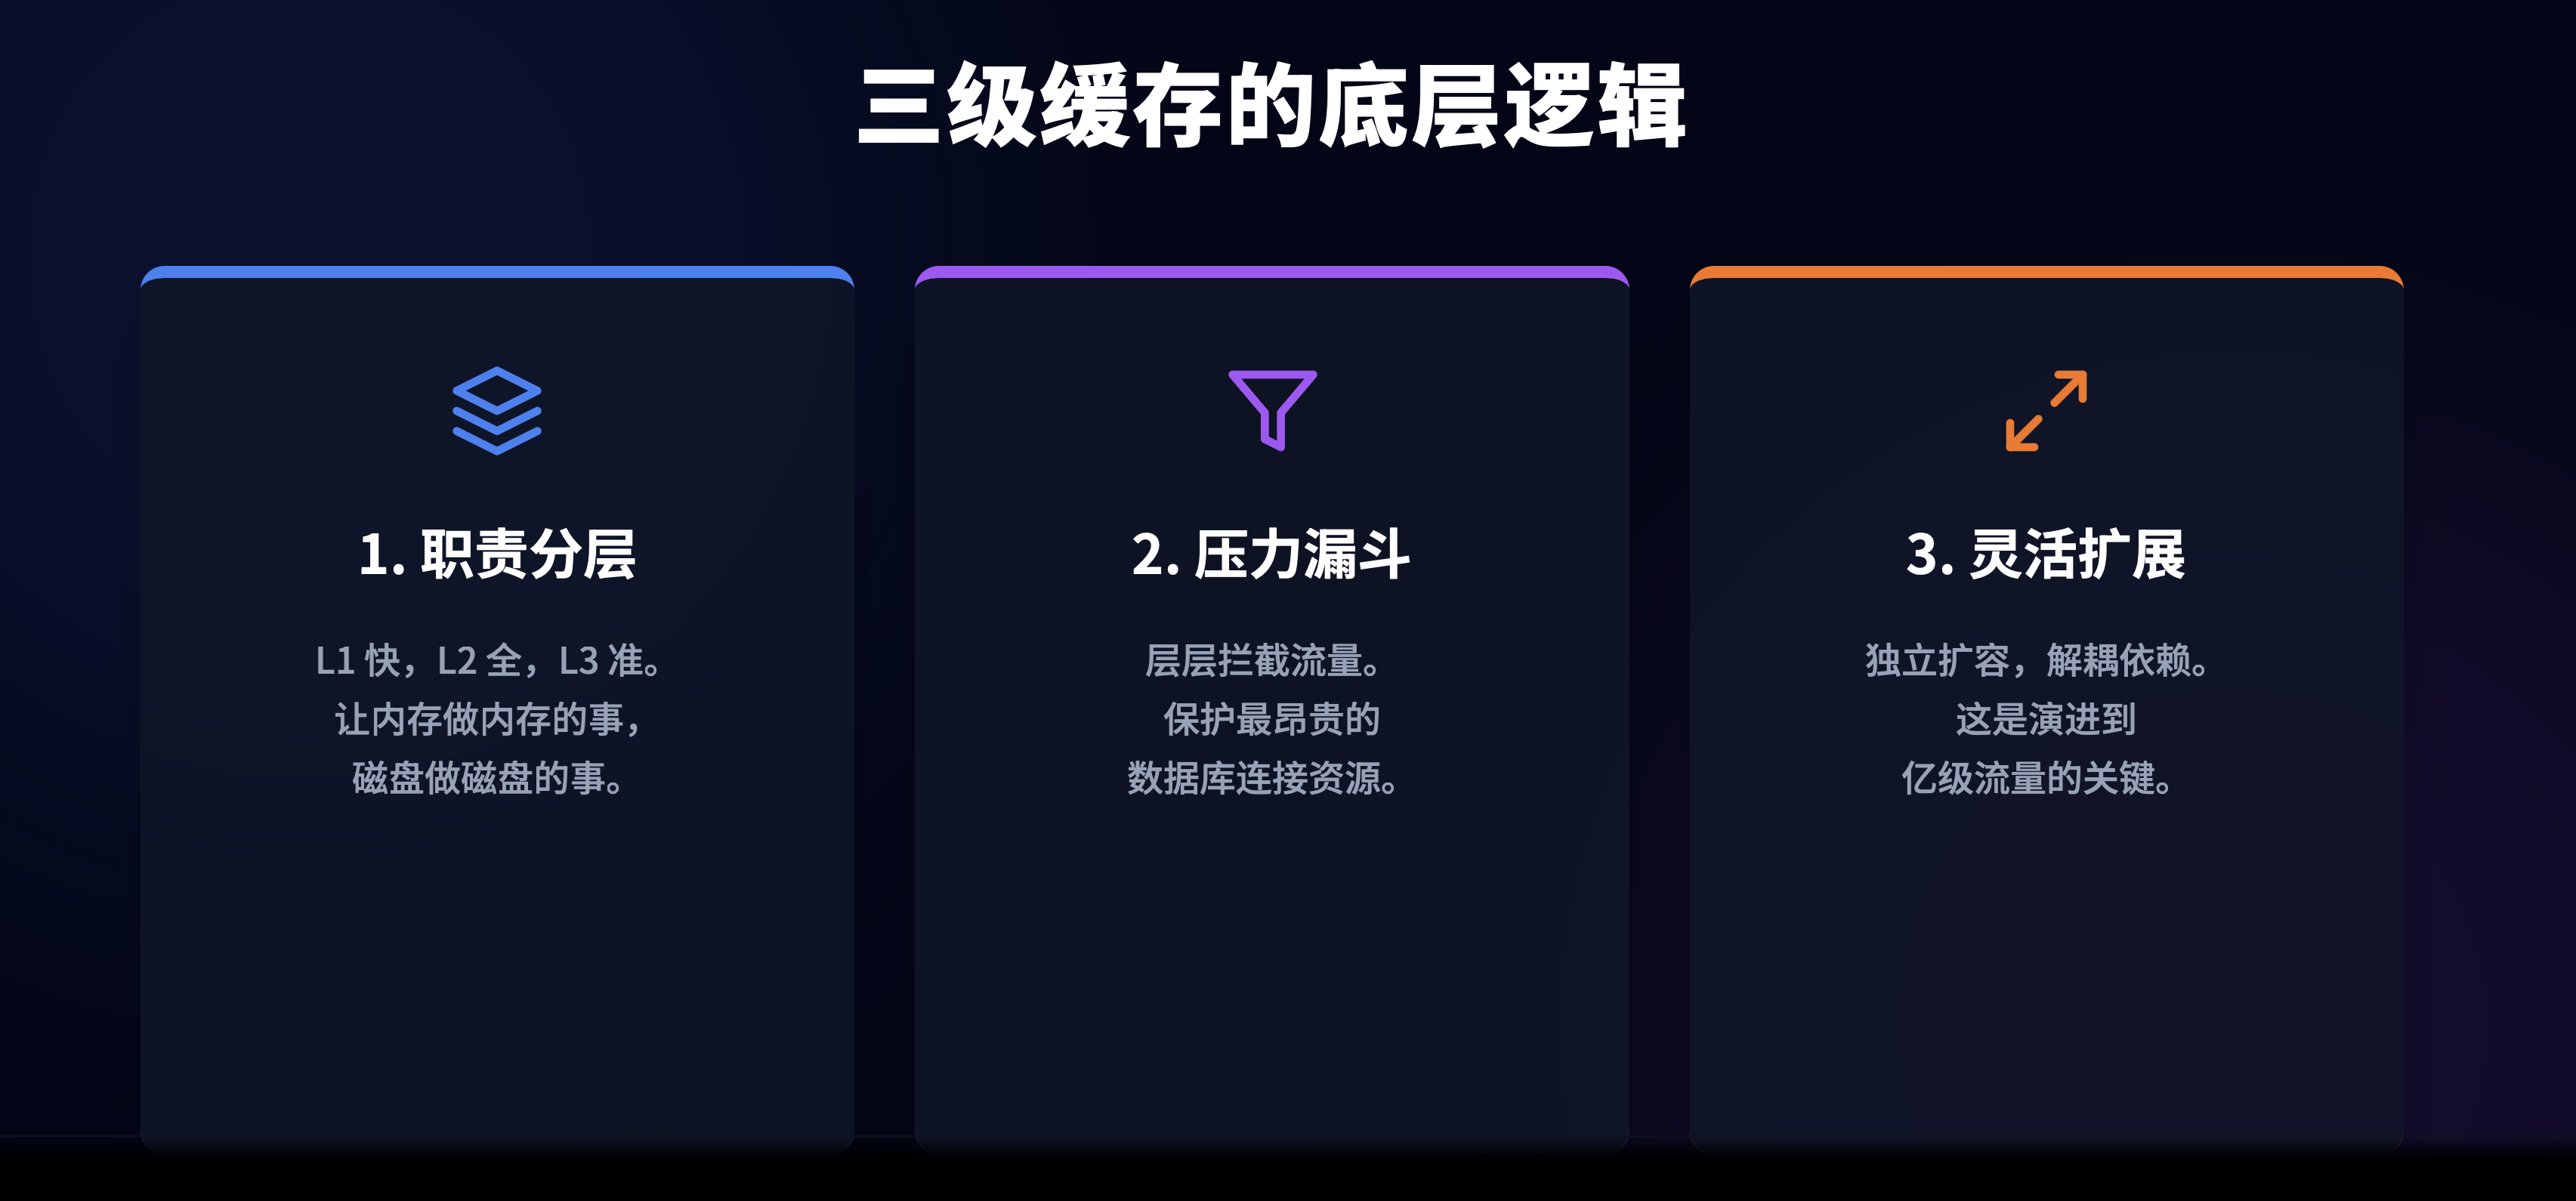 三级缓存的底层逻辑
1. 职责分层
L1 快，L2 全，L3 准。
让内存做内存的事，
磁盘做磁盘的事。
2. 压力漏斗
层层拦截流量。
保护最昂贵的
数据库连接资源。
3. 灵活扩展
独立扩容，解耦依赖。
这是演进到
亿级流量的关键。